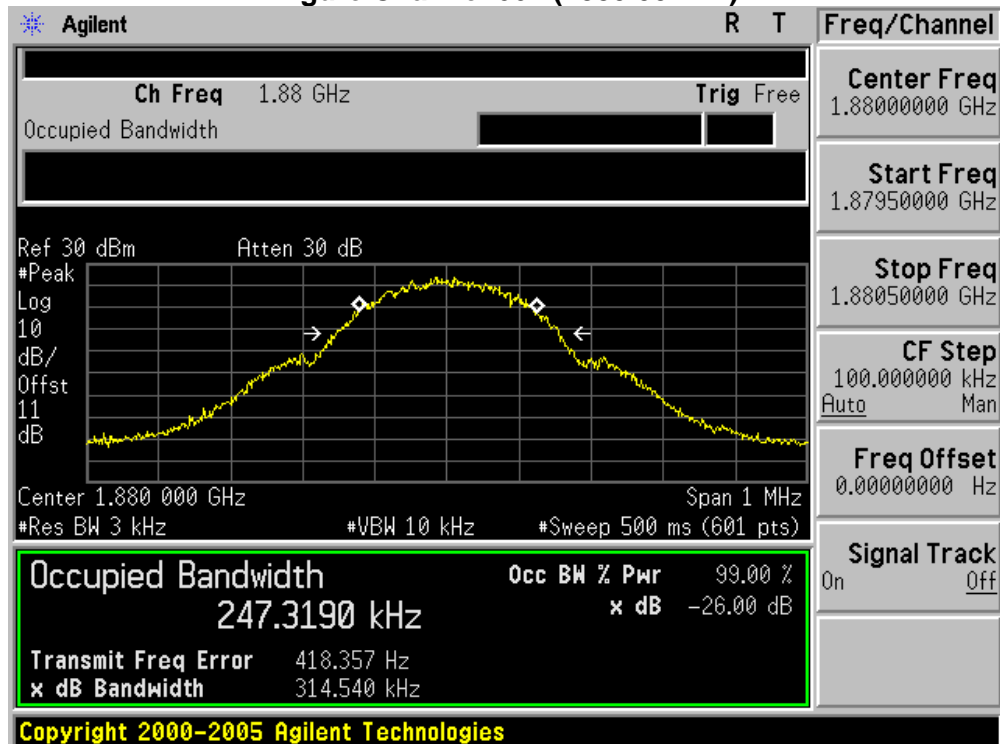 Agilent R T
Freq/Channel
Ch Freq 1.88 GHz Trig Free
Occupied Bandwidth
Center Freq
1.88000000 GHz
Start Freq
1.87950000 GHz
Stop Freq
1.88050000 GHz
CF Step
100.000000 kHz
Auto Man
Freq Offset
0.00000000 Hz
Signal Track
On Off
Ref 30 dBm Atten 30 dB
#Peak
Log
10
dB/
Offst
11
dB
Center 1.880 000 GHz Span 1 MHz
#Res BW 3 kHz #VBW 10 kHz #Sweep 500 ms (601 pts)
Occupied Bandwidth Occ BW % Pwr 99.00 %
247.3190 kHz x dB -26.00 dB
Transmit Freq Error 418.357 Hz
x dB Bandwidth 314.540 kHz
Copyright 2000-2005 Agilent Technologies